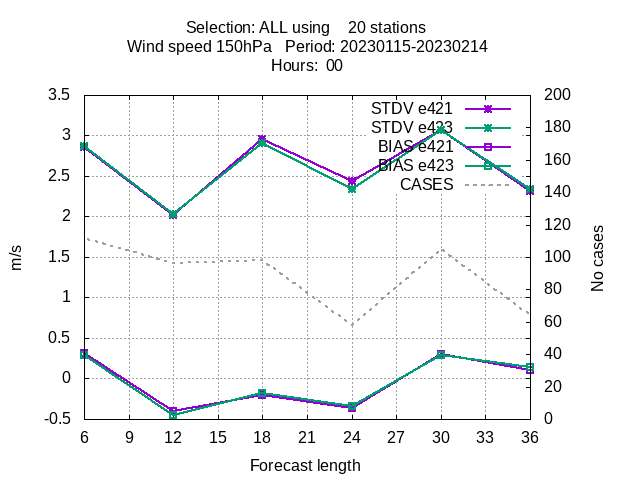 Selection: ALL using    20 stations
Wind speed 150hPa   Period: 20230115-20230214
Hours:  00
3.5
3
2.5
2
1.5
1
0.5
0
-0.5
m/s
200
180
160
140
120
100
80
60
40
20
0
No cases
STDV e421
STDV e423
BIAS e421
BIAS e423
CASES
6 9 12 15 18 21 24 27 30 33 36
Forecast length